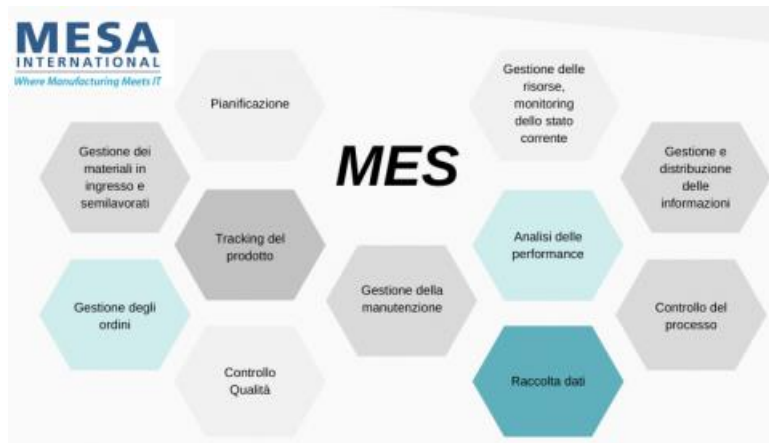 MESA
INTERNATIONAL
Where Manufacturing Meets IT
Pianificazione
Gestione delle
risorse,
monitoring
dello stato
corrente
Gestione dei
materiali in
ingresso e
semilavorati
MES
Gestione e
distribuzione
delle
informazioni
Tracking del
prodotto
Analisi delle
performance
Gestione della
manutenzione
Gestione degli
ordini
Controllo del
processo
Controllo
Qualità
Raccolta dati